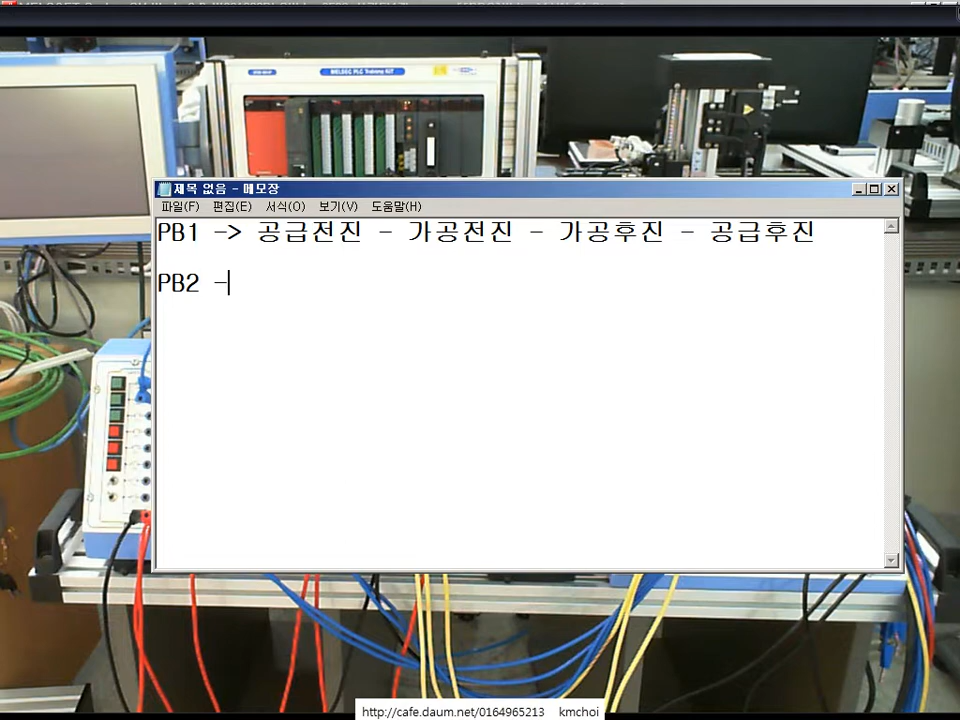 MELSEC PLC Training KIT
제목 없음 - 메모장
파일(F) 편집(E) 서식(O) 보기(V) 도움말(H)
PB1 -> 공급전진 - 가공전진 - 가공후진 - 공급후진
PB2 -
http://cafe.daum.net/0164965213 kmchoi